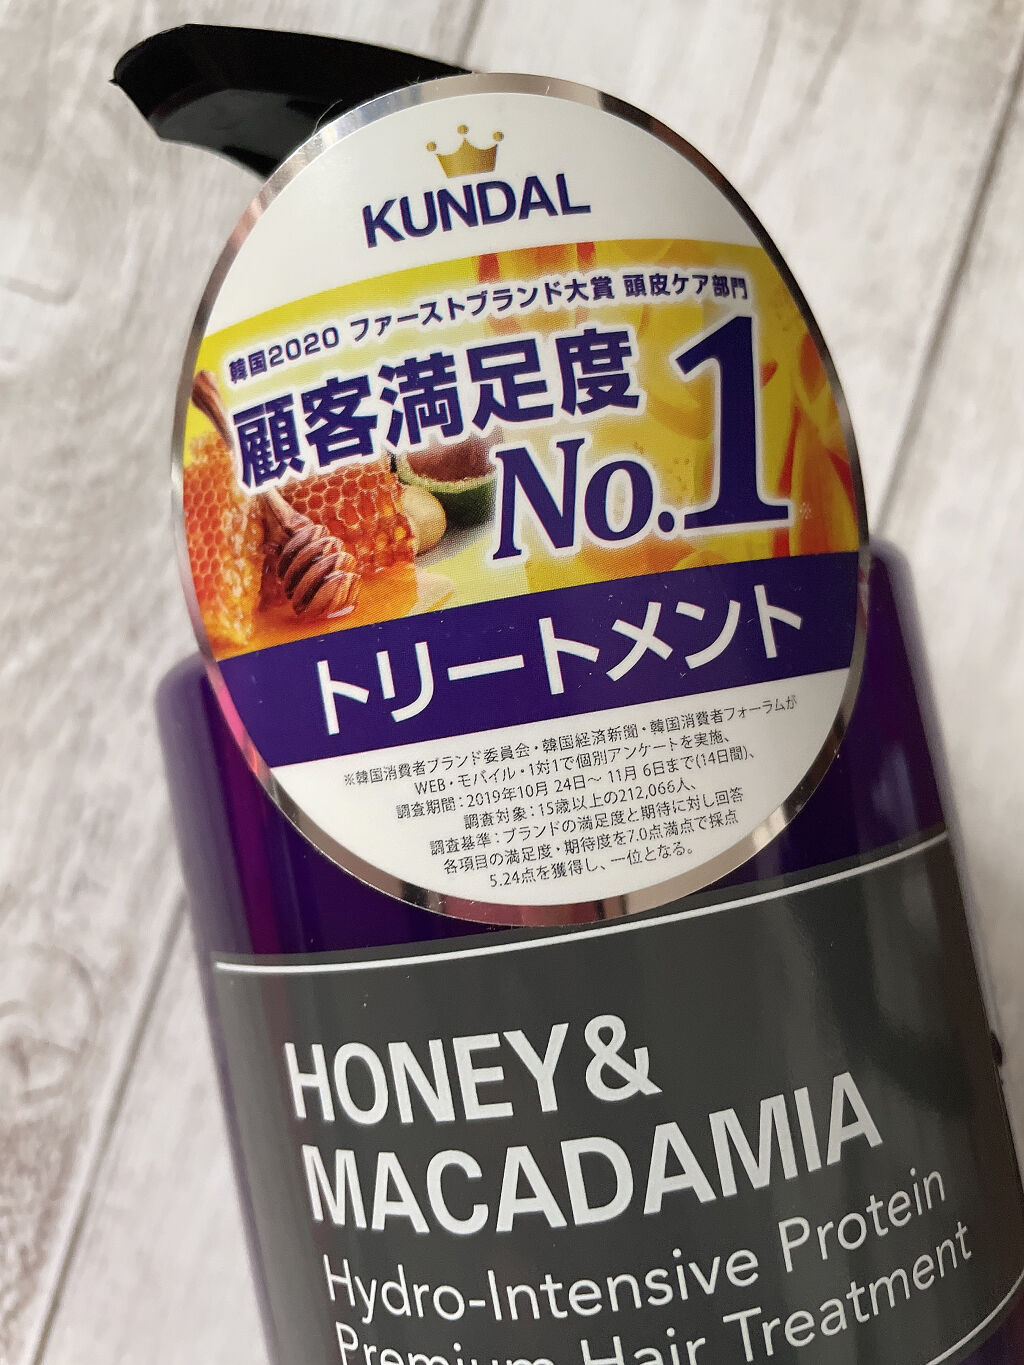 KUNDAL
韓国2020 ファーストブランド大賞 頭皮ケア部門
顧客満足度
No.1
トリートメント
※韓国消費者ブランド委員会・韓国経済新聞・韓国消費者フォーラムが
WEB・モバイル・1対1で個別アンケートを実施、
調査期間：2019年10月 24日～ 11月 6日まで(14日間)、
調査対象：15歳以上の212,066人、
調査基準：ブランドの満足度と期待に対し回答
各項目の満足度・期待度を7.0点満点で採点
5.24点を獲得し、一位となる。
HONEY&
MACADAMIA
Hydro-Intensive Protein
Premium Hair Treatment